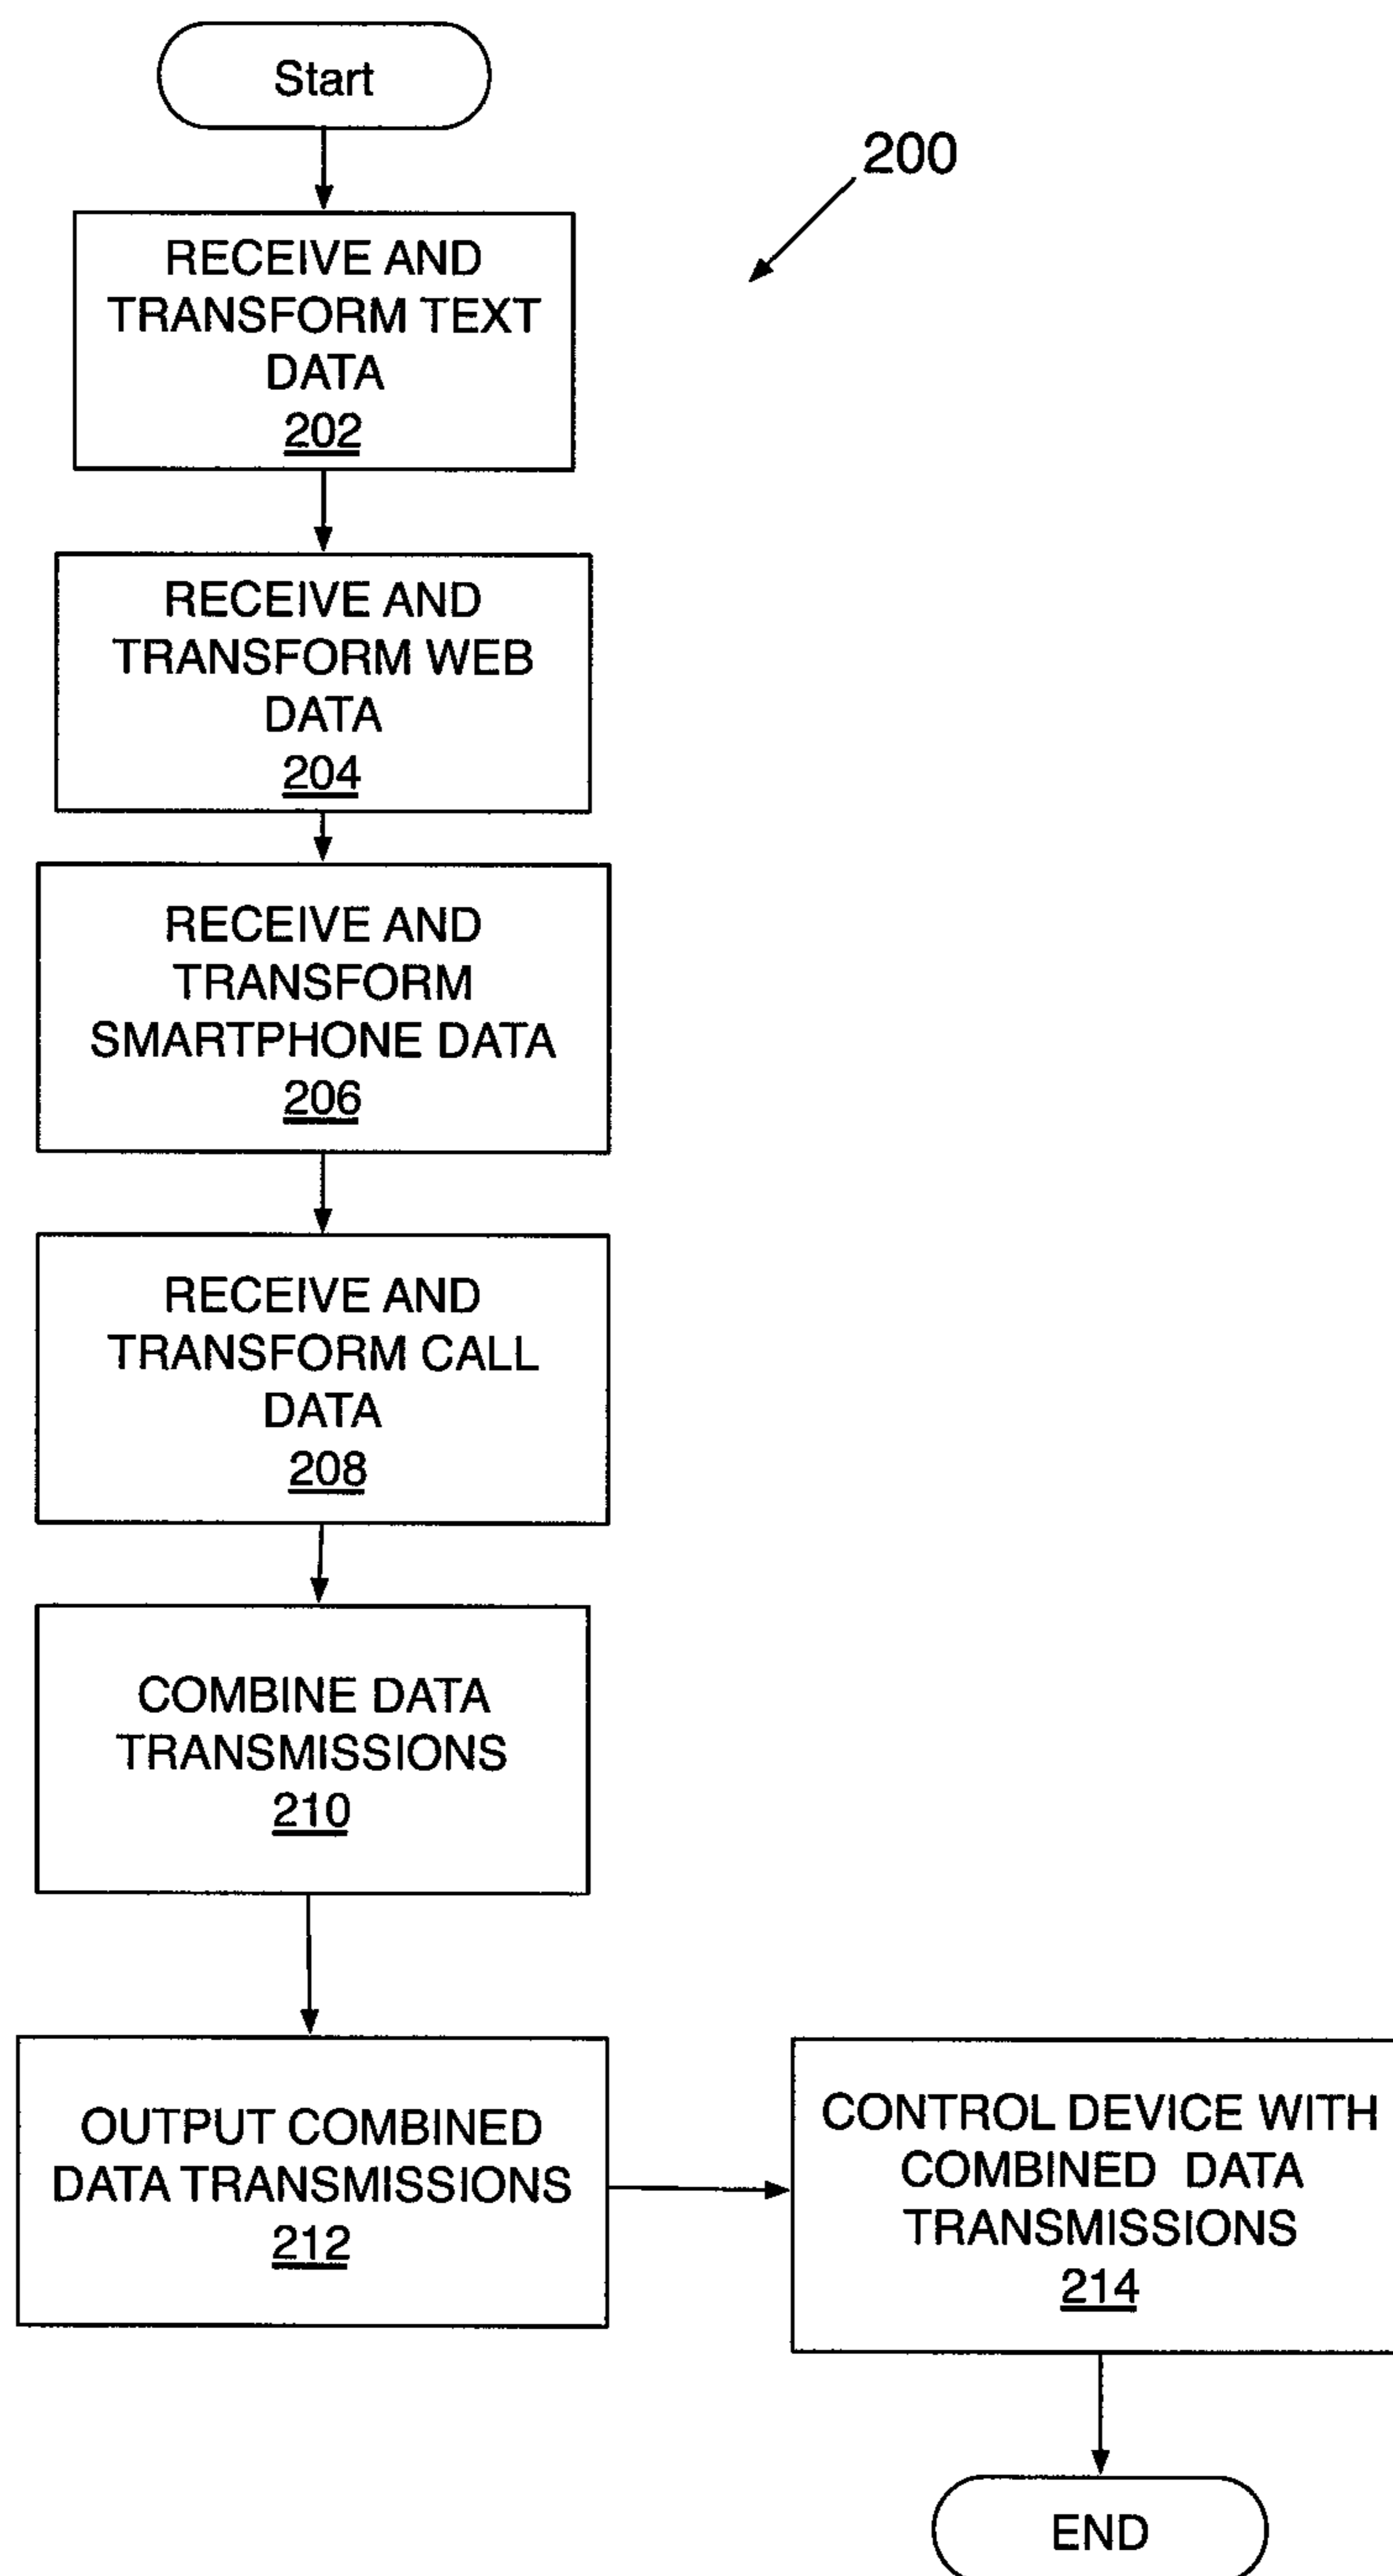 Start
200
RECEIVE AND
TRANSFORM TEXT
DATA
202
RECEIVE AND
TRANSFORM WEB
DATA
204
RECEIVE AND
TRANSFORM
SMARTPHONE DATA
206
RECEIVE AND
TRANSFORM CALL
DATA
208
COMBINE DATA
TRANSMISSIONS
210
OUTPUT COMBINED
DATA TRANSMISSIONS
212
CONTROL DEVICE WITH
COMBINED DATA
TRANSMISSIONS
214
END